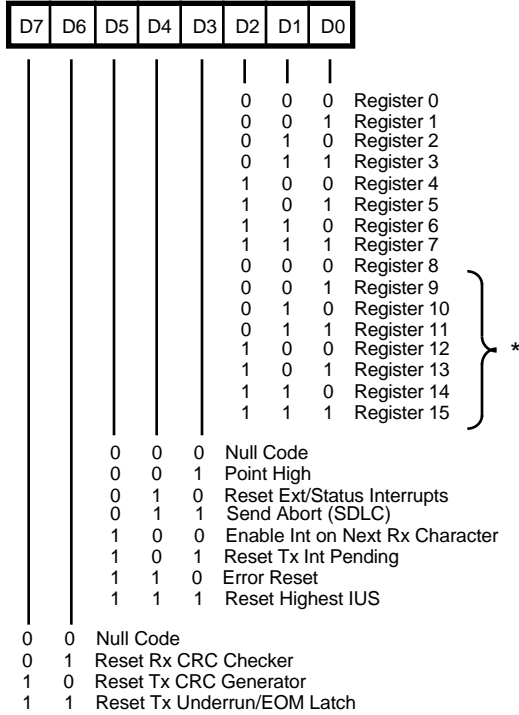 D7 D6 D5 D4 D3 D2 D1 D0
0 0 0 Register 0
0 0 1 Register 1
0 1 0 Register 2
0 1 1 Register 3
1 0 0 Register 4
1 0 1 Register 5
1 1 0 Register 6
1 1 1 Register 7
0 0 0 Register 8
0 0 1 Register 9
0 1 0 Register 10
0 1 1 Register 11
1 0 0 Register 12 *
1 0 1 Register 13
1 1 0 Register 14
1 1 1 Register 15
0 0 0 Null Code
0 0 1 Point High
0 1 0 Reset Ext/Status Interrupts
0 1 1 Send Abort (SDLC)
1 0 0 Enable Int on Next Rx Character
1 0 1 Reset Tx Int Pending
1 1 0 Error Reset
1 1 1 Reset Highest IUS
0 0 Null Code
0 1 Reset Rx CRC Checker
1 0 Reset Tx CRC Generator
1 1 Reset Tx Underrun/EOM Latch